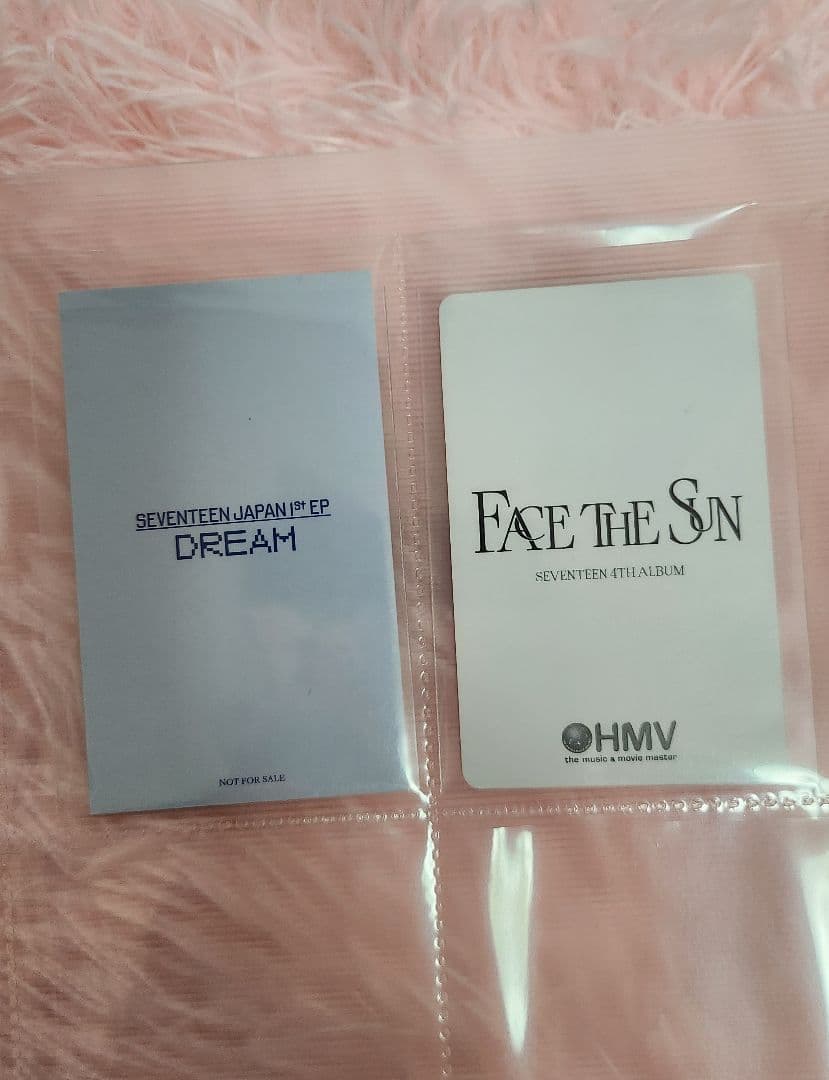 SEVENTEEN JAPAN 1st EP
DREAM
NOT FOR SALE
FACE THE SUN
SEVENTEEN 4TH ALBUM
HMV
the music & movie master